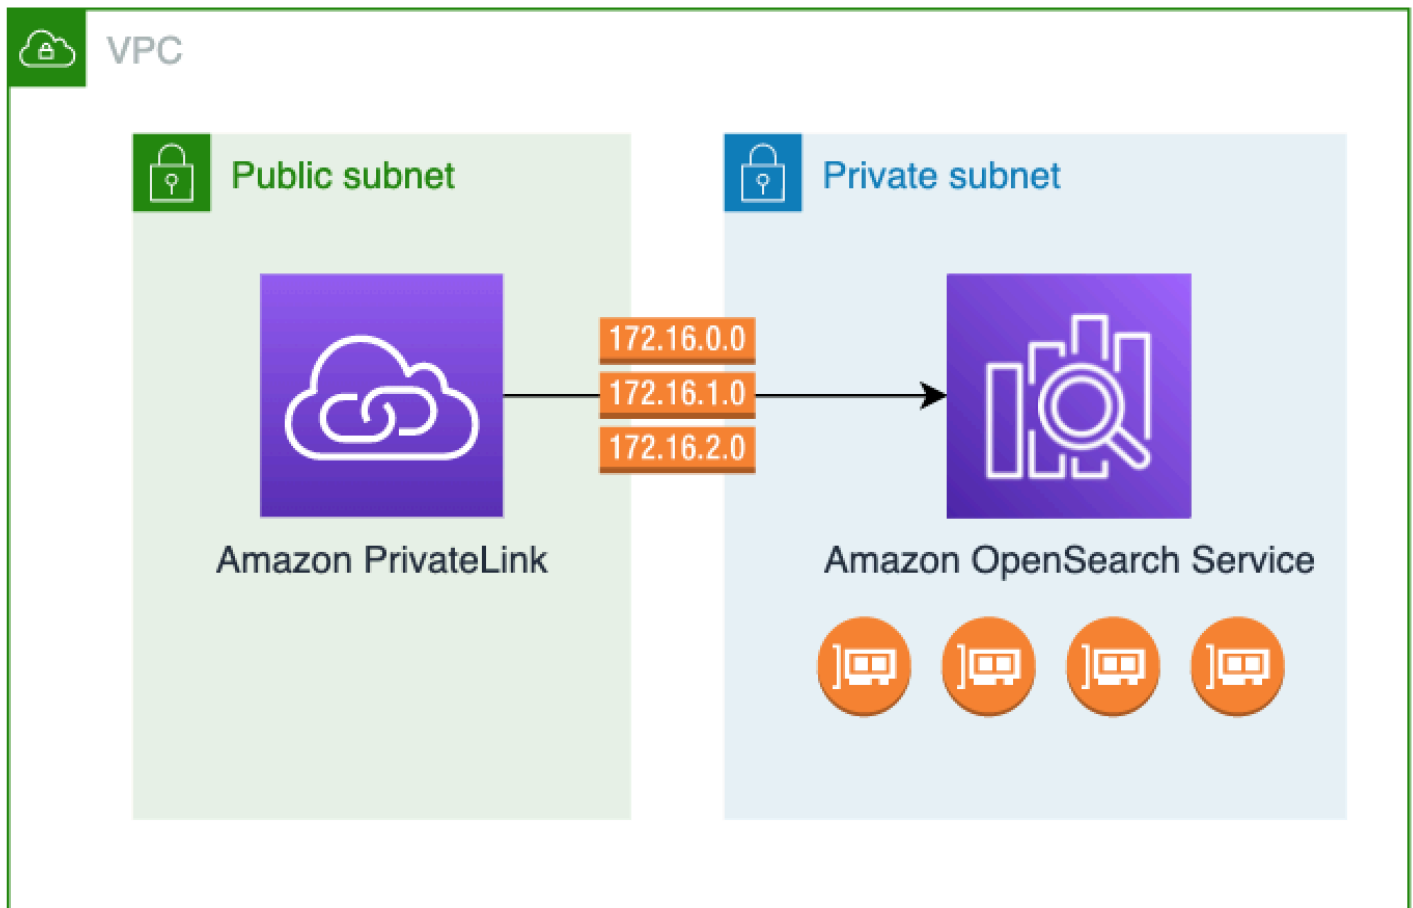 VPC
Public subnet
Private subnet
172.16.0.0
172.16.1.0
172.16.2.0
Amazon PrivateLink
Amazon OpenSearch Service